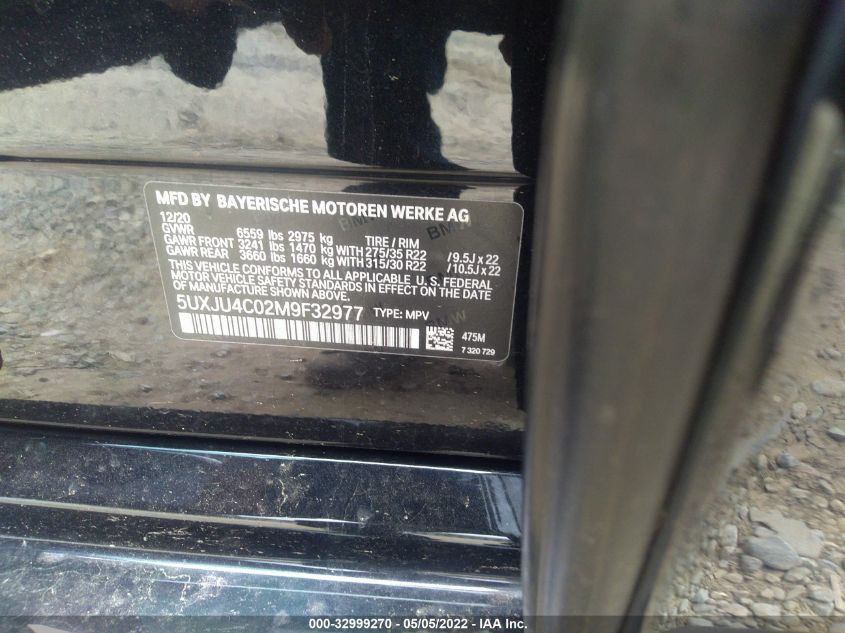 MFD BY BAYERISCHE MOTOREN WERKE AG
12/20
GVWR 6559 lbs 2975 kg TIRE / RIM
GAWR FRONT 3241 lbs 1470 kg WITH 275/35 R22 /9.5J x 22
GAWR REAR 3660 lbs 1660 kg WITH 315/30 R22 /10.5J x 22
THIS VEHICLE CONFORMS TO ALL APPLICABLE U. S. FEDERAL
MOTOR VEHICLE SAFETY STANDARDS IN EFFECT ON THE DATE
OF MANUFACTURE SHOWN ABOVE.
5UXJU4C02M9F32977 TYPE: MPV
475M
7 320 729
000-32999270 - 05/05/2022 - IAA Inc.